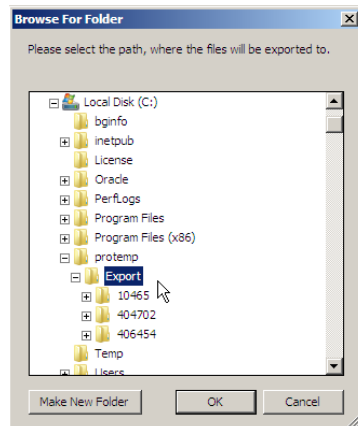 Browse For Folder
Please select the path, where the files will be exported to.
Local Disk (C:)
bginfo
inetpub
License
Oracle
PerfLogs
Program Files
Program Files (x86)
protemp
Export
10465
404702
406454
Temp
Users
Make New Folder OK Cancel